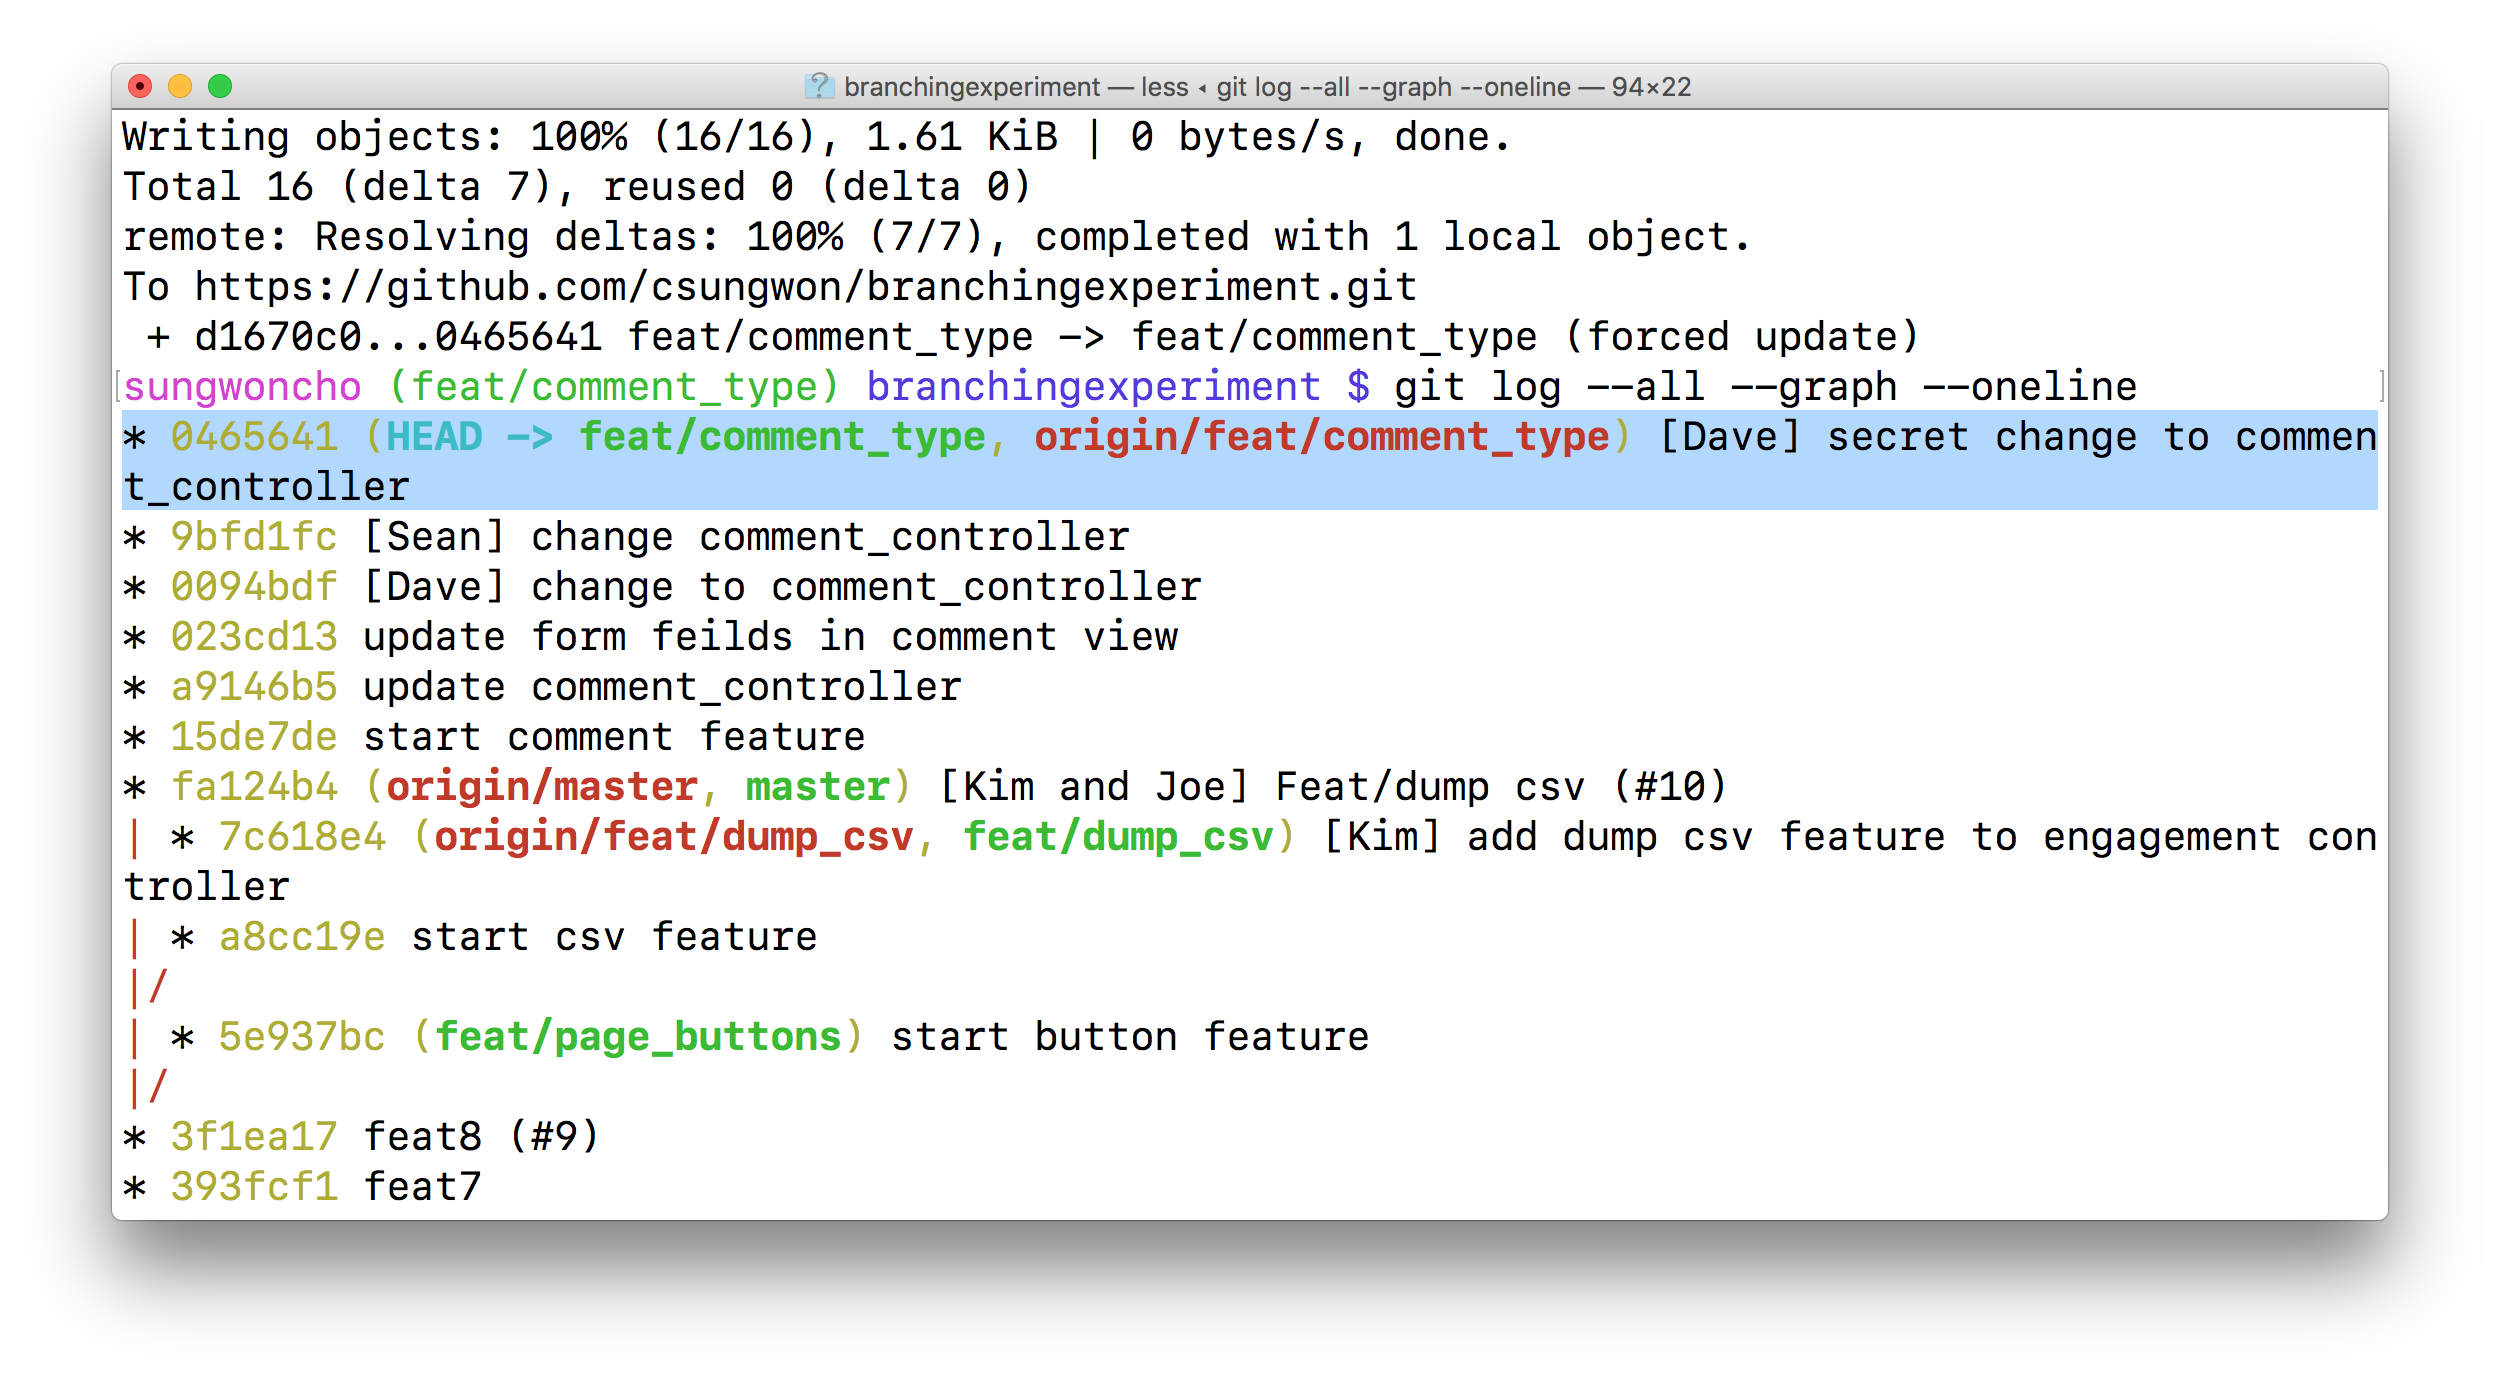 branchingexperiment — less ◂ git log --all --graph --oneline — 94×22
Writing objects: 100% (16/16), 1.61 KiB | 0 bytes/s, done.
Total 16 (delta 7), reused 0 (delta 0)
remote: Resolving deltas: 100% (7/7), completed with 1 local object.
To https://github.com/csungwon/branchingexperiment.git
 + d1670c0...0465641 feat/comment_type -> feat/comment_type (forced update)
[sungwoncho (feat/comment_type) branchingexperiment $ git log --all --graph --oneline ]
* 0465641 (HEAD -> feat/comment_type, origin/feat/comment_type) [Dave] secret change to commen
t_controller
* 9bfd1fc [Sean] change comment_controller
* 0094bdf [Dave] change to comment_controller
* 023cd13 update form feilds in comment view
* a9146b5 update comment_controller
* 15de7de start comment feature
* fa124b4 (origin/master, master) [Kim and Joe] Feat/dump csv (#10)
| * 7c618e4 (origin/feat/dump_csv, feat/dump_csv) [Kim] add dump csv feature to engagement con
troller
| * a8cc19e start csv feature
|/
| * 5e937bc (feat/page_buttons) start button feature
|/
* 3f1ea17 feat8 (#9)
* 393fcf1 feat7